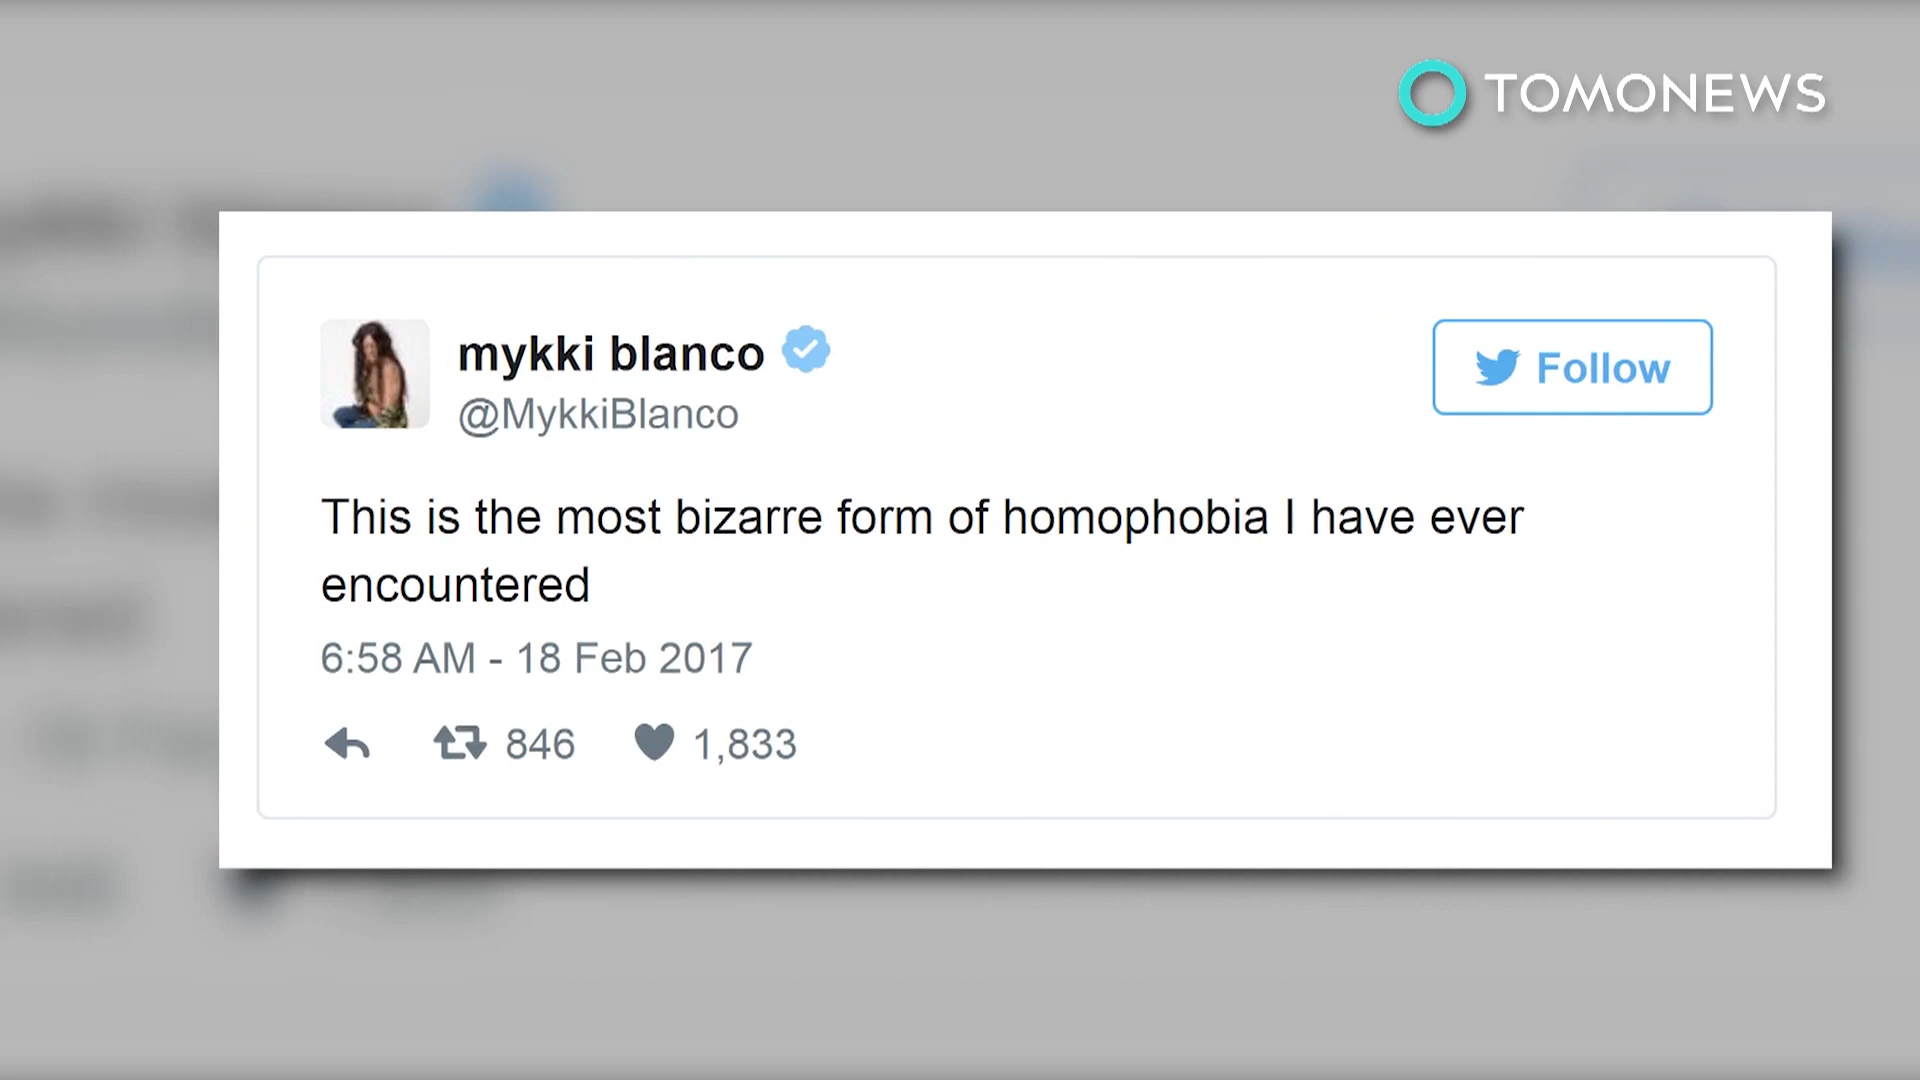 TOMONEWS
mykki blanco
@MykkiBlanco
Follow
This is the most bizarre form of homophobia I have ever
encountered
6:58 AM - 18 Feb 2017
846 1,833